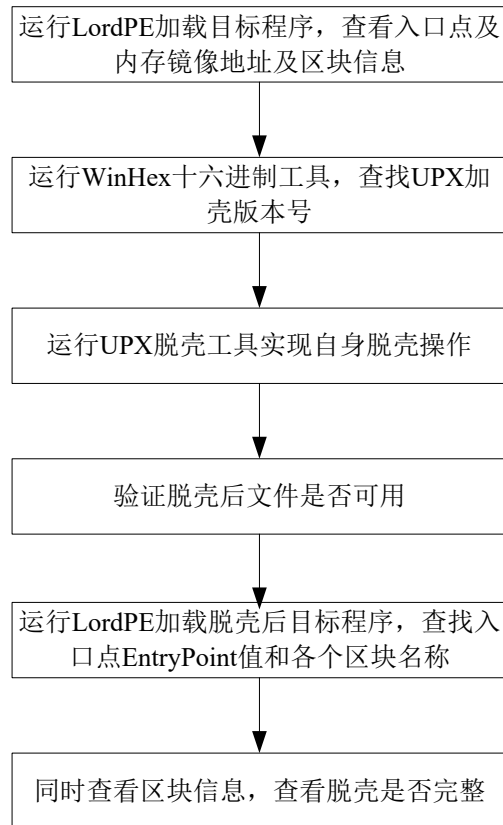 运行LordPE加载目标程序，查看入口点及
内存镜像地址及区块信息
运行WinHex十六进制工具，查找UPX加
壳版本号
运行UPX脱壳工具实现自身脱壳操作
验证脱壳后文件是否可用
运行LordPE加载脱壳后目标程序，查找入
口点EntryPoint值和各个区块名称
同时查看区块信息，查看脱壳是否完整